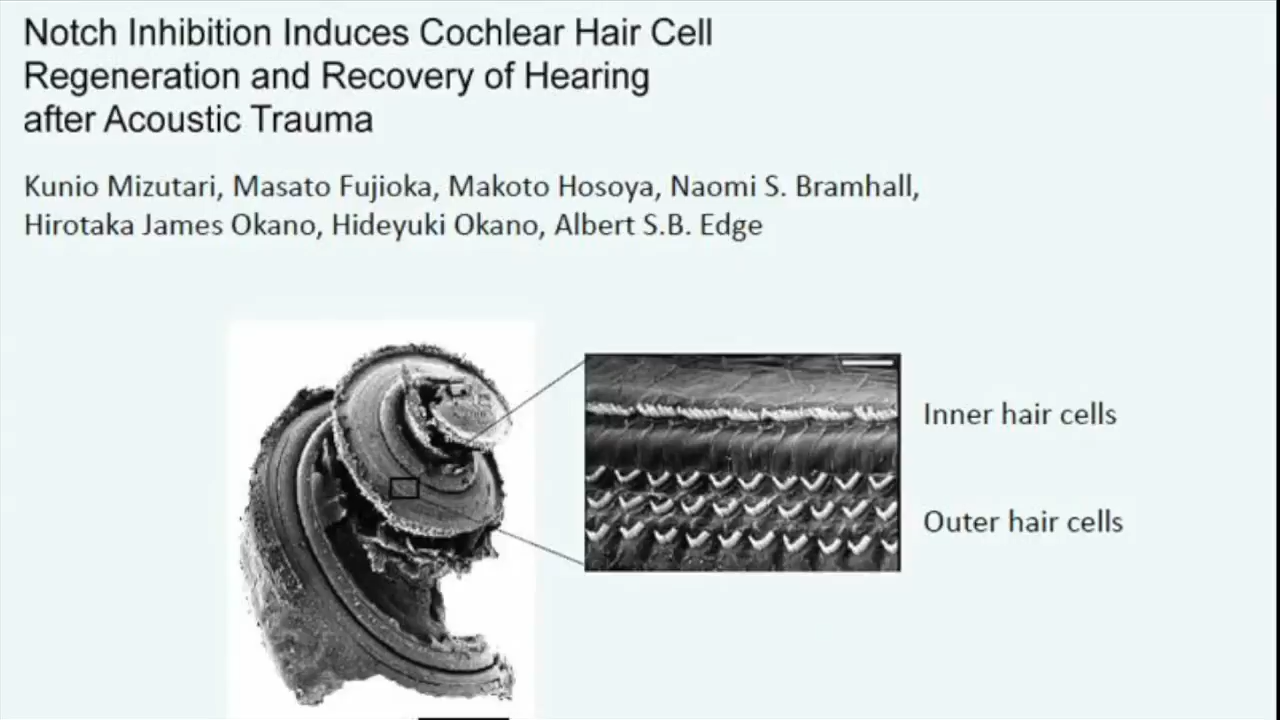 Notch Inhibition Induces Cochlear Hair Cell
Regeneration and Recovery of Hearing
after Acoustic Trauma
Kunio Mizutari, Masato Fujioka, Makoto Hosoya, Naomi S. Bramhall,
Hirotaka James Okano, Hideyuki Okano, Albert S.B. Edge
Inner hair cells
Outer hair cells